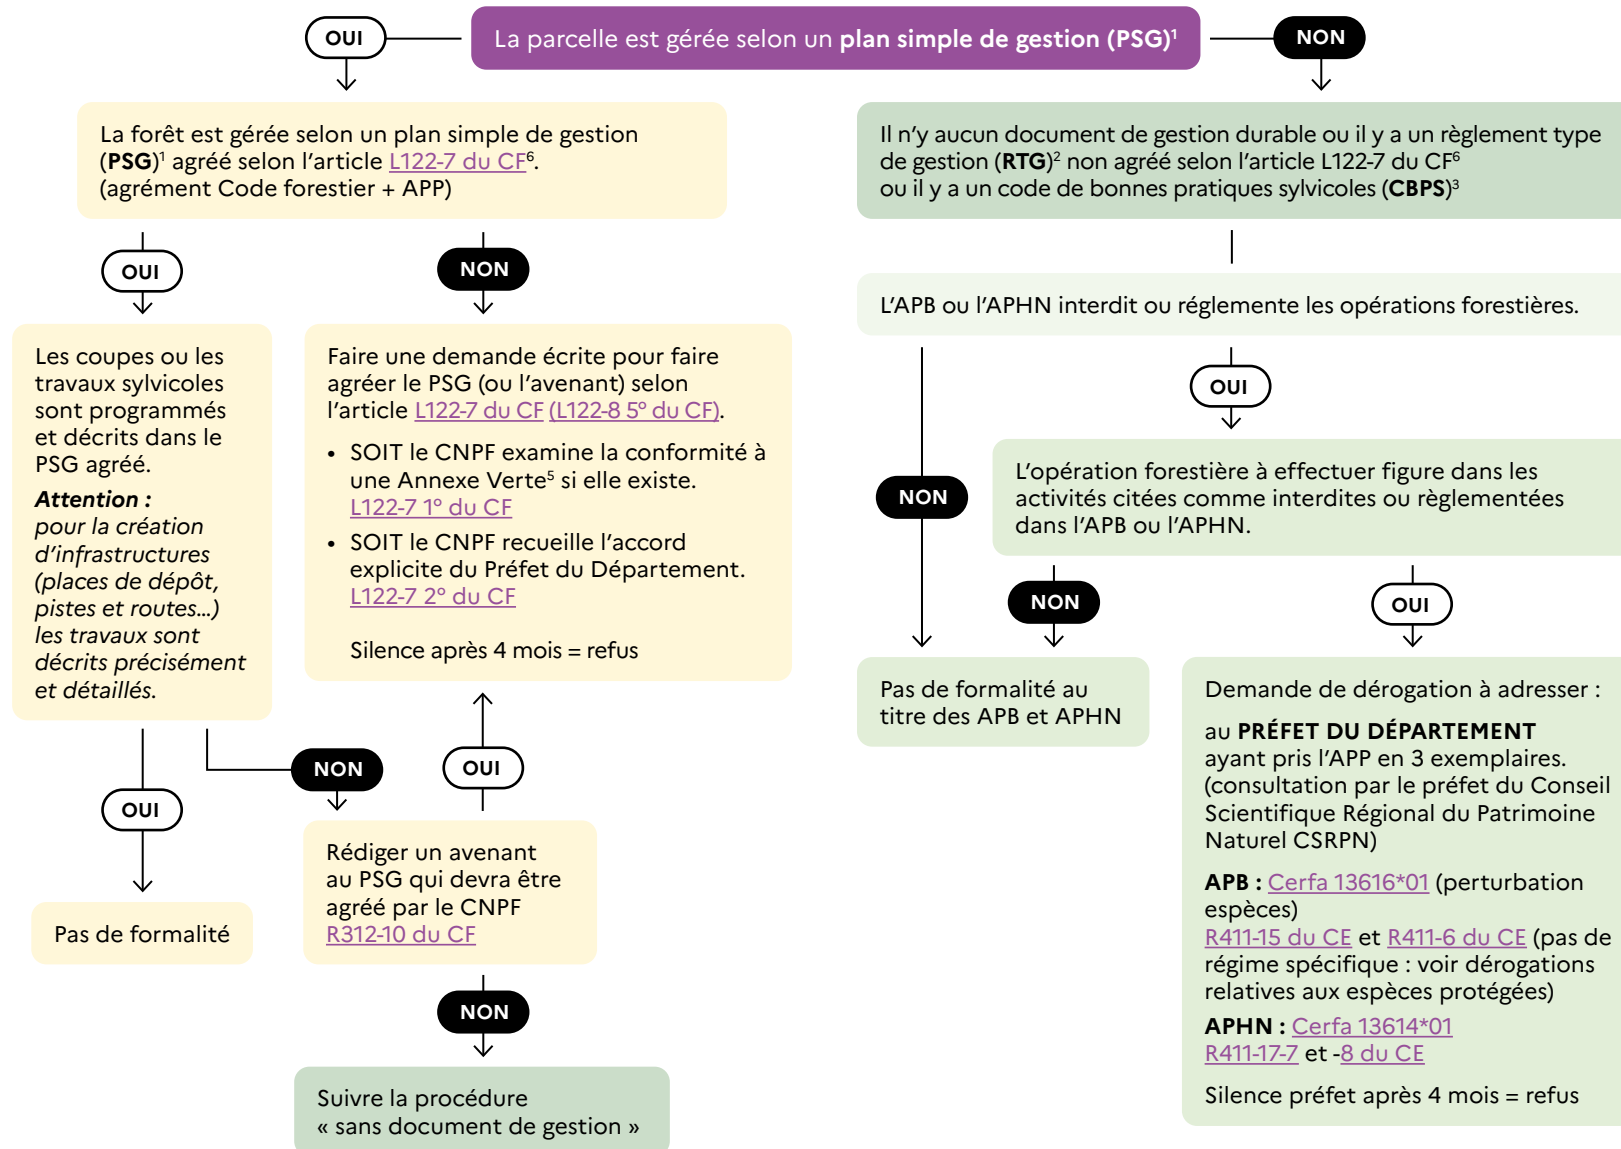 La parcelle est gérée selon un plan simple de gestion (PSG)¹
OUI
NON
La forêt est gérée selon un plan simple de gestion
(PSG)¹ agréé selon l'article L122-7 du CF⁶.
(agrément Code forestier + APP)
OUI
NON
Les coupes ou les
travaux sylvicoles
sont programmés
et décrits dans le
PSG agréé.
Attention :
pour la création
d'infrastructures
(places de dépôt,
pistes et routes...)
les travaux sont
décrits précisément
et détaillés.
Faire une demande écrite pour faire
agréer le PSG (ou l'avenant) selon
l'article L122-7 du CF (L122-8 5° du CF).
• SOIT le CNPF examine la conformité à
une Annexe Verte⁵ si elle existe.
L122-7 1° du CF
• SOIT le CNPF recueille l'accord
explicite du Préfet du Département.
L122-7 2° du CF
Silence après 4 mois = refus
OUI
NON
OUI
Pas de formalité
Rédiger un avenant
au PSG qui devra être
agréé par le CNPF
R312-10 du CF
NON
Suivre la procédure
« sans document de gestion »
Il n'y aucun document de gestion durable ou il y a un règlement type
de gestion (RTG)² non agréé selon l'article L122-7 du CF⁶
ou il y a un code de bonnes pratiques sylvicoles (CBPS)³
L'APB ou l'APHN interdit ou réglemente les opérations forestières.
NON
OUI
L'opération forestière à effectuer figure dans les
activités citées comme interdites ou règlementées
dans l'APB ou l'APHN.
NON
OUI
Pas de formalité au
titre des APB et APHN
Demande de dérogation à adresser :
au PRÉFET DU DÉPARTEMENT
ayant pris l'APP en 3 exemplaires.
(consultation par le préfet du Conseil
Scientifique Régional du Patrimoine
Naturel CSRPN)
APB : Cerfa 13616*01 (perturbation
espèces)
R411-15 du CE et R411-6 du CE (pas de
régime spécifique : voir dérogations
relatives aux espèces protégées)
APHN : Cerfa 13614*01
R411-17-7 et -8 du CE
Silence préfet après 4 mois = refus